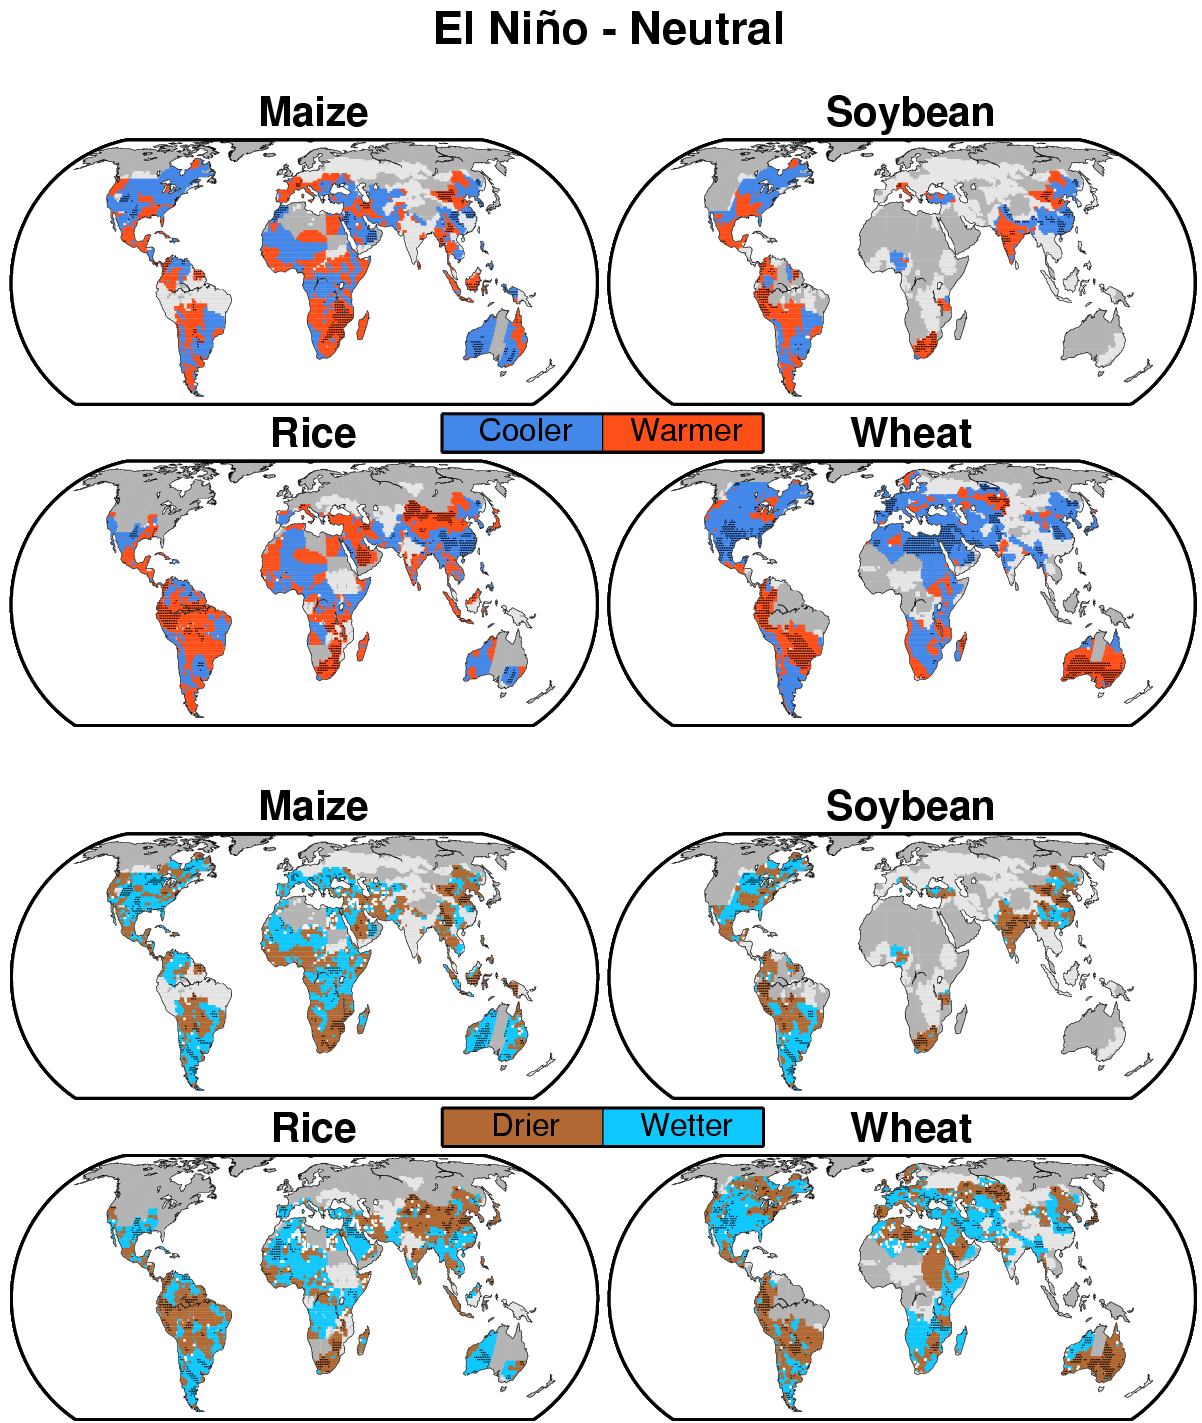 El Niño - Neutral
Maize
Soybean
Rice
Cooler
Warmer
Wheat
Maize
Soybean
Rice
Drier
Wetter
Wheat